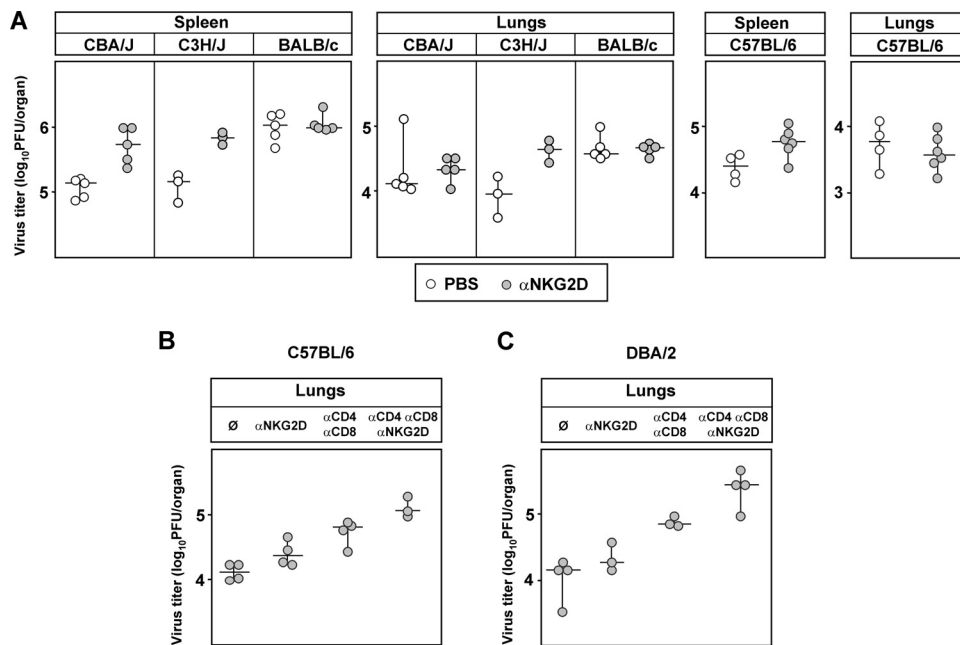 A
Spleen
CBA/J C3H/J BALB/c
Lungs
CBA/J C3H/J BALB/c
Spleen
C57BL/6
Lungs
C57BL/6
Virus titer (log10PFU/organ)
6
5
5
4
5
4
4
3
PBS αNKG2D
B
C57BL/6
Lungs
Ø αNKG2D αCD4 αCD8 αCD4 αCD8 αNKG2D
Virus titer (log10PFU/organ)
5
4
C
DBA/2
Lungs
Ø αNKG2D αCD4 αCD8 αCD4 αCD8 αNKG2D
Virus titer (log10PFU/organ)
5
4